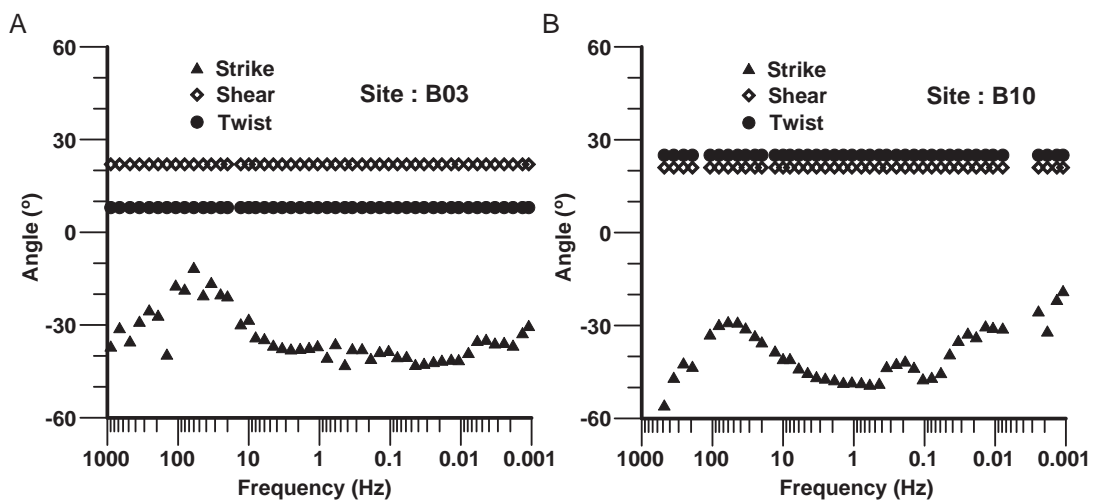 A
60
30
0
-30
-60
Angle (°)
Strike
Shear
Twist
Site : B03
1000 100 10 1 0.1 0.01 0.001
Frequency (Hz)
B
60
30
0
-30
-60
Angle (°)
Strike
Shear
Twist
Site : B10
1000 100 10 1 0.1 0.01 0.001
Frequency (Hz)